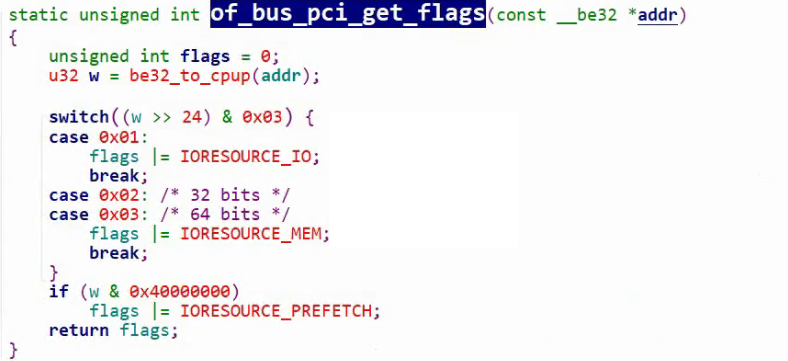 static unsigned int of_bus_pci_get_flags(const __be32 *addr)
{
    unsigned int flags = 0;
    u32 w = be32_to_cpup(addr);

    switch((w >> 24) & 0x03) {
    case 0x01:
        flags |= IORESOURCE_IO;
        break;
    case 0x02: /* 32 bits */
    case 0x03: /* 64 bits */
        flags |= IORESOURCE_MEM;
        break;
    }
    if (w & 0x40000000)
        flags |= IORESOURCE_PREFETCH;
    return flags;
}